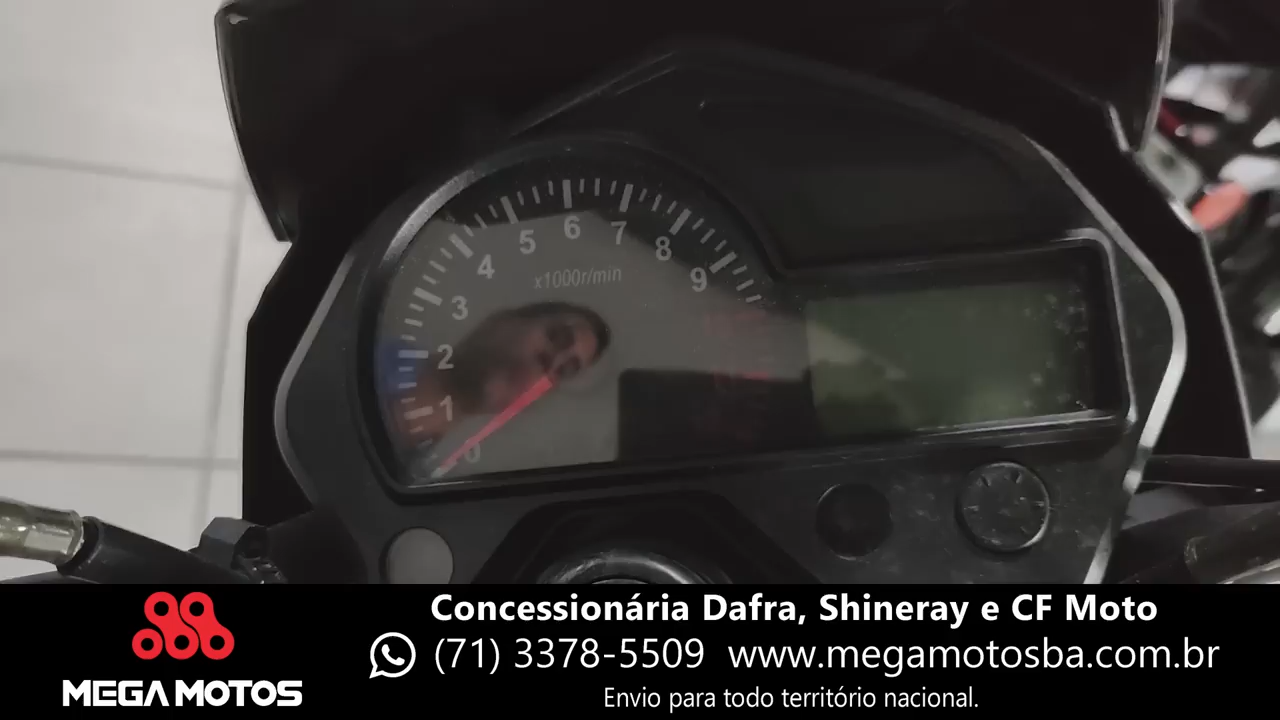 6
5 7
4 8
x1000r/min
9
3
2
1
0
MEGA MOTOS
Concessionária Dafra, Shineray e CF Moto
(71) 3378-5509 www.megamotosba.com.br
Envio para todo território nacional.